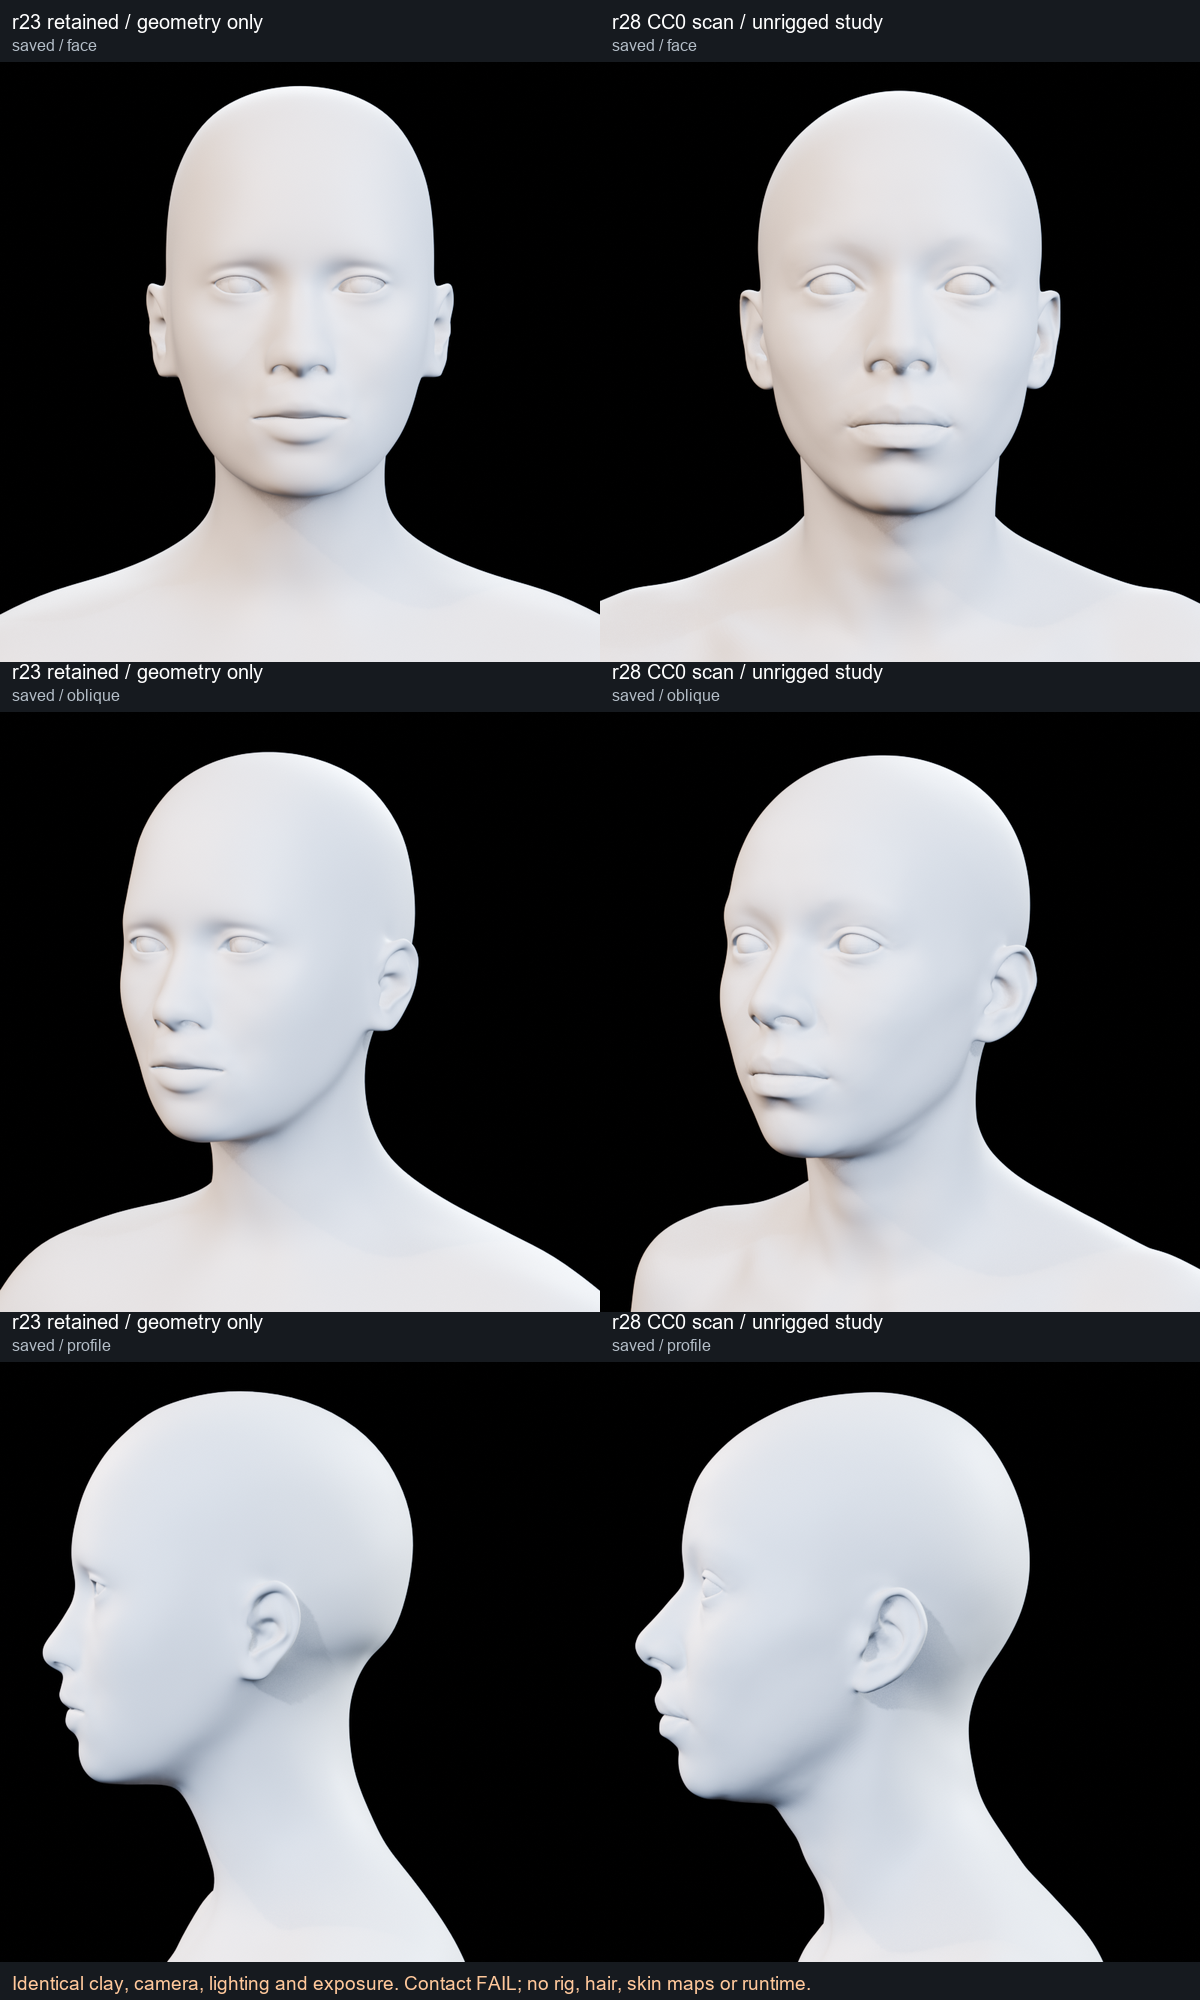 r23 retained / geometry only
saved / face
r28 CC0 scan / unrigged study
saved / face
r23 retained / geometry only
saved / oblique
r28 CC0 scan / unrigged study
saved / oblique
r23 retained / geometry only
saved / profile
r28 CC0 scan / unrigged study
saved / profile
Identical clay, camera, lighting and exposure. Contact FAIL; no rig, hair, skin maps or runtime.